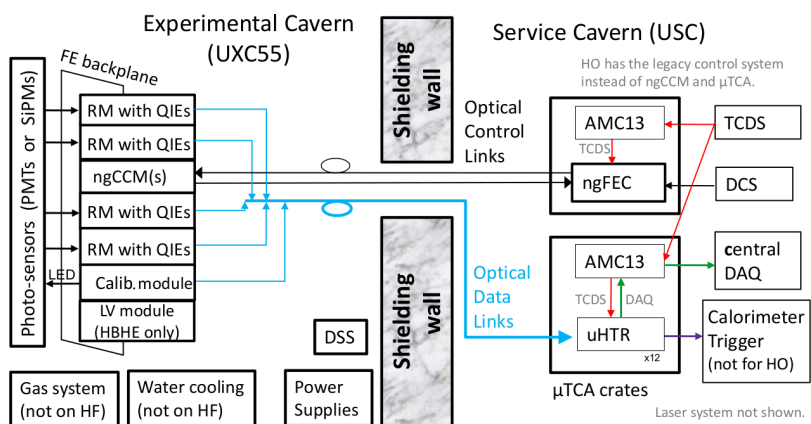 Experimental Cavern
(UXC55)
Service Cavern (USC)
HO has the legacy control system
instead of ngCCM and μTCA.
FE backplane
Photo-sensors (PMTs or SiPMs)
RM with QIEs
RM with QIEs
ngCCM(s)
RM with QIEs
RM with QIEs
LED
Calib.module
LV module
(HBHE only)
Shielding
wall
Shielding
wall
Optical
Control
Links
AMC13
TCDS
ngFEC
TCDS
DCS
Optical
Data
Links
AMC13
TCDS
DAQ
uHTR
x12
μTCA crates
central
DAQ
Calorimeter
Trigger
(not for HO)
DSS
Gas system
(not on HF)
Water cooling
(not on HF)
Power
Supplies
Laser system not shown.